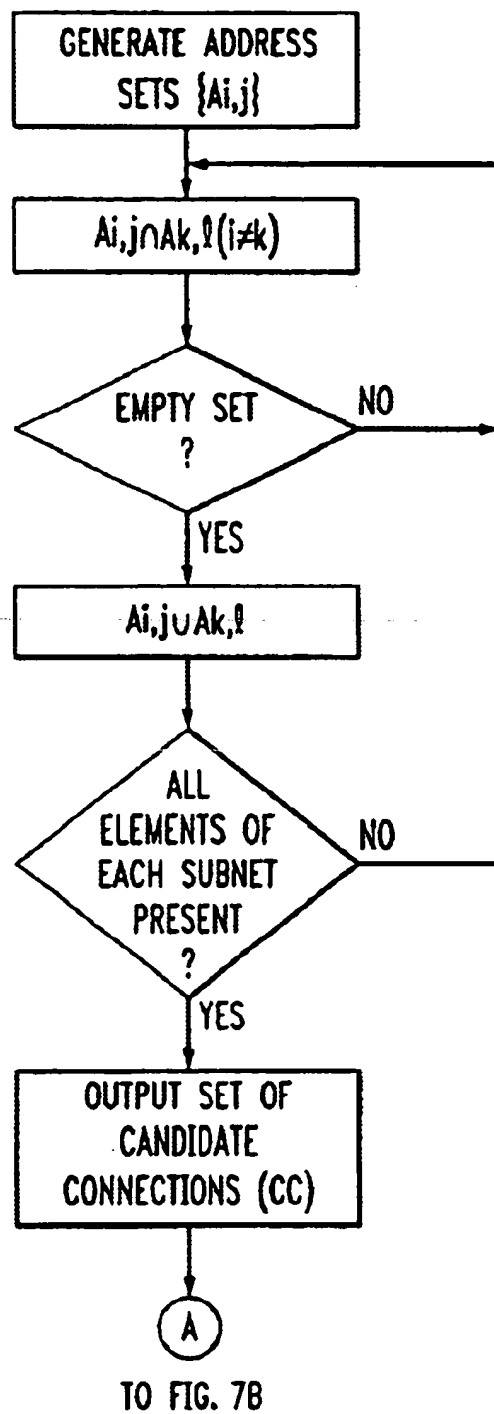 GENERATE ADDRESS
SETS {Ai,j}
Ai,j∩Ak,ℓ(i≠k)
EMPTY SET
?
NO
YES
Ai,j∪Ak,ℓ
ALL
ELEMENTS OF
EACH SUBNET
PRESENT
?
NO
YES
OUTPUT SET OF
CANDIDATE
CONNECTIONS (CC)
A
TO FIG. 7B